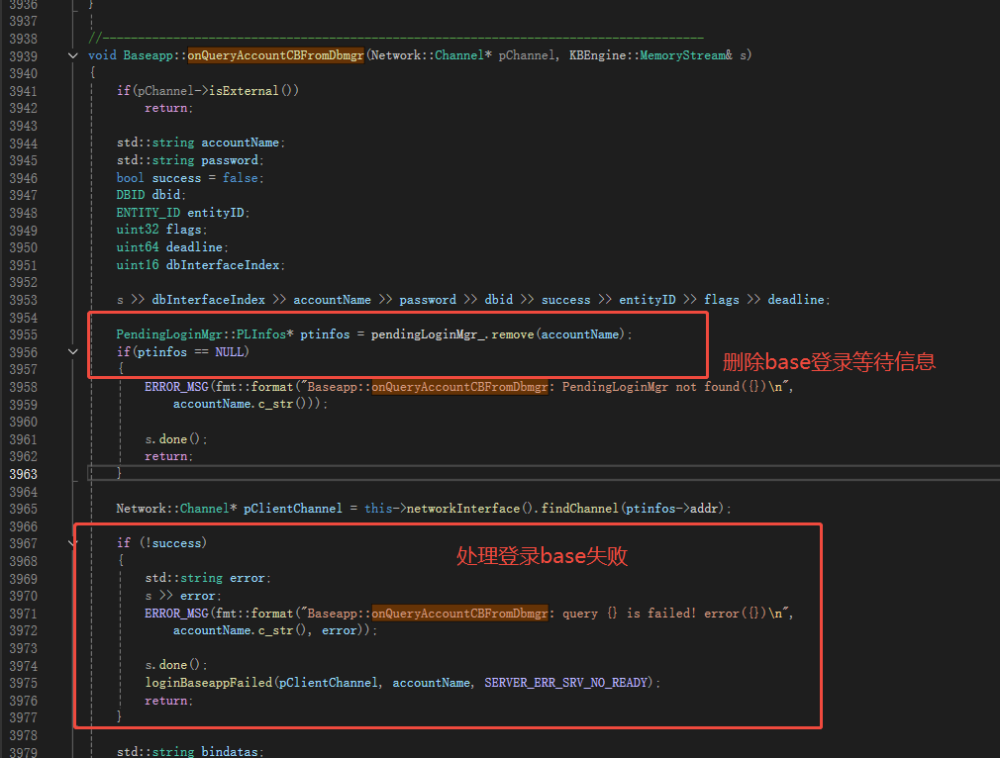 3936 }
3937
3938 //-------------------------------------------------------------------------------------
3939 void Baseapp::onQueryAccountCBFromDbmgr(Network::Channel* pChannel, KBEngine::MemoryStream& s)
3940 {
3941 if(pChannel->isExternal())
3942 return;
3943
3944 std::string accountName;
3945 std::string password;
3946 bool success = false;
3947 DBID dbid;
3948 ENTITY_ID entityID;
3949 uint32 flags;
3950 uint64 deadline;
3951 uint16 dbInterfaceIndex;
3952
3953 s >> dbInterfaceIndex >> accountName >> password >> dbid >> success >> entityID >> flags >> deadline;
3954
3955 PendingLoginMgr::PLInfos* ptinfos = pendingLoginMgr_.remove(accountName);
3956 if(ptinfos == NULL)
删除base登录等待信息
3957 {
3958 ERROR_MSG(fmt::format("Baseapp::onQueryAccountCBFromDbmgr: PendingLoginMgr not found({})\n",
3959 accountName.c_str()));
3960
3961 s.done();
3962 return;
3963 }
3964
3965 Network::Channel* pClientChannel = this->networkInterface().findChannel(ptinfos->addr);
3966
3967 if (!success)
处理登录base失败
3968 {
3969 std::string error;
3970 s >> error;
3971 ERROR_MSG(fmt::format("Baseapp::onQueryAccountCBFromDbmgr: query {} is failed! error({})\n",
3972 accountName.c_str(), error));
3973
3974 s.done();
3975 loginBaseappFailed(pClientChannel, accountName, SERVER_ERR_SRV_NO_READY);
3976 return;
3977 }
3978
3979 std::string bindatas;